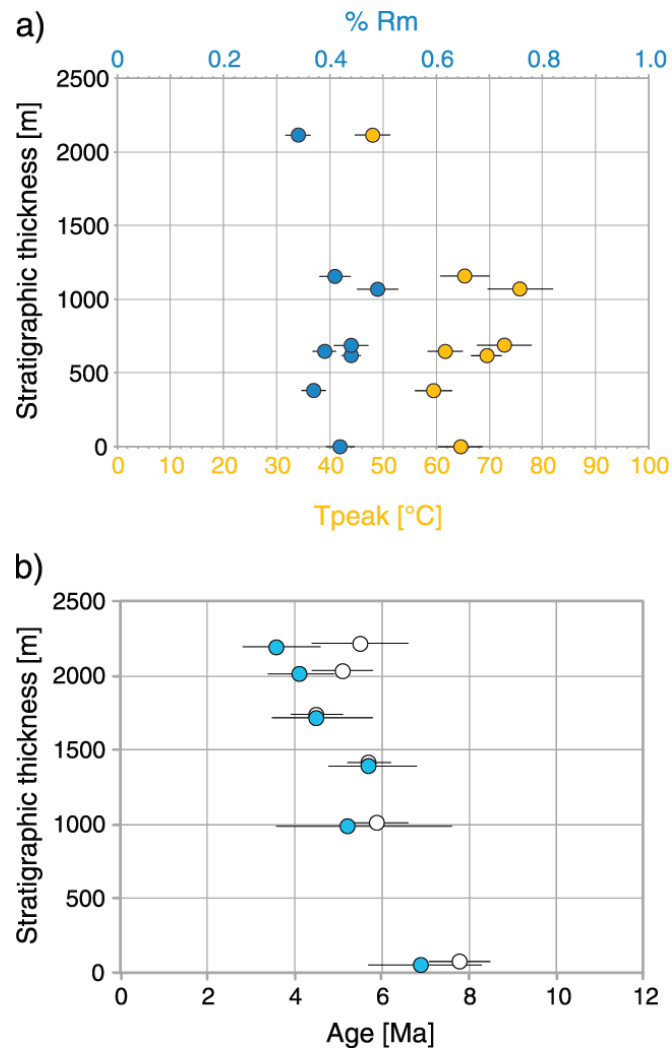 a)
% Rm
0 0.2 0.4 0.6 0.8 1.0
Stratigraphic thickness [m]
2500
2000
1500
1000
500
0
0 10 20 30 40 50 60 70 80 90 100
Tpeak [°C]
b)
Stratigraphic thickness [m]
2500
2000
1500
1000
500
0
0 2 4 6 8 10 12
Age [Ma]